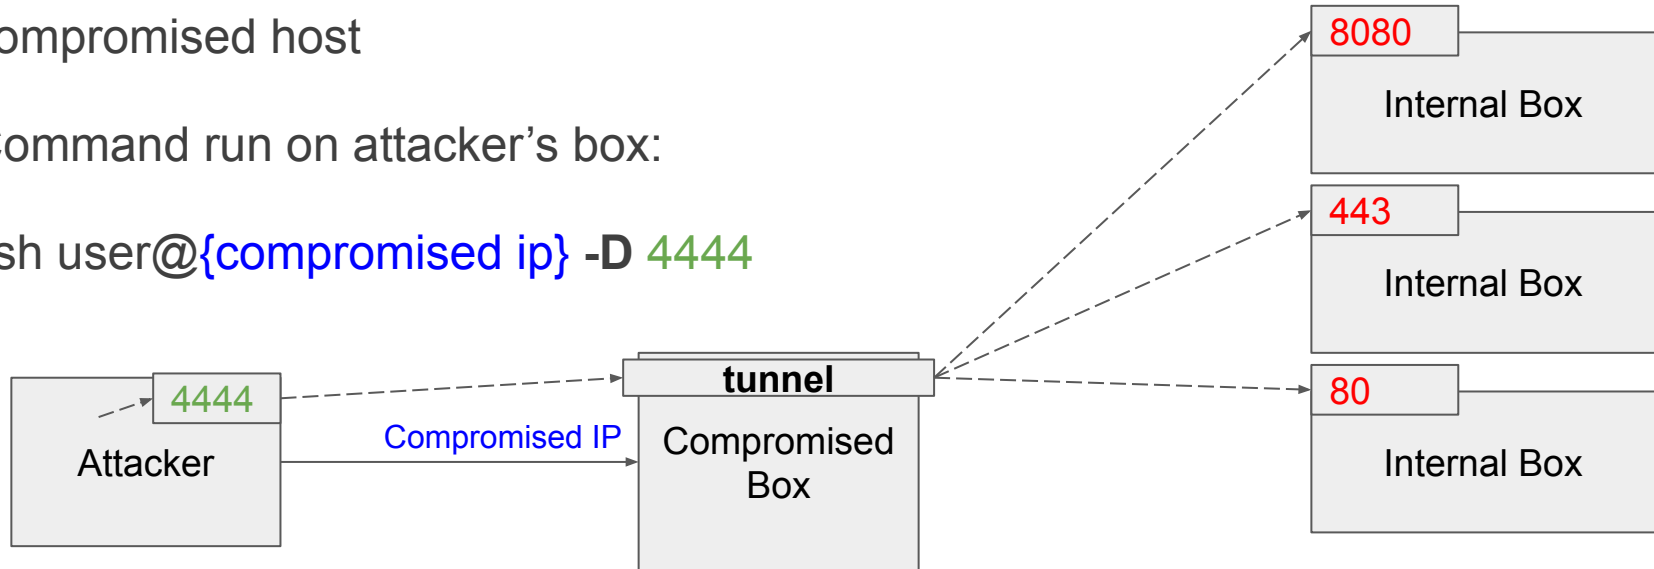 ompromised host
Command run on attacker’s box:
sh user@{compromised ip} -D 4444
8080
Internal Box
443
Internal Box
80
Internal Box
4444
Attacker
Compromised IP
tunnel
Compromised
Box